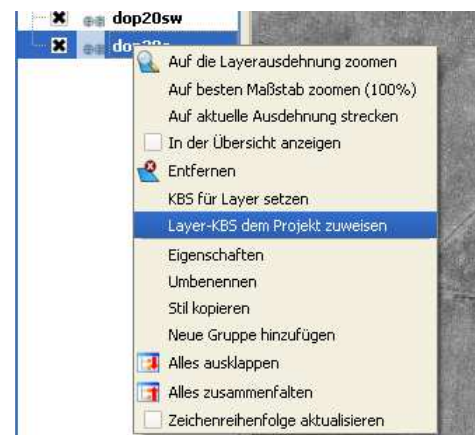 dop20sw
Auf die Layerausdehnung zoomen
Auf besten Maßstab zoomen (100%)
Auf aktuelle Ausdehnung strecken
In der Übersicht anzeigen
Entfernen
KBS für Layer setzen
Layer-KBS dem Projekt zuweisen
Eigenschaften
Umbenennen
Stil kopieren
Neue Gruppe hinzufügen
Alles ausklappen
Alles zusammenfalten
Zeichenreihenfolge aktualisieren